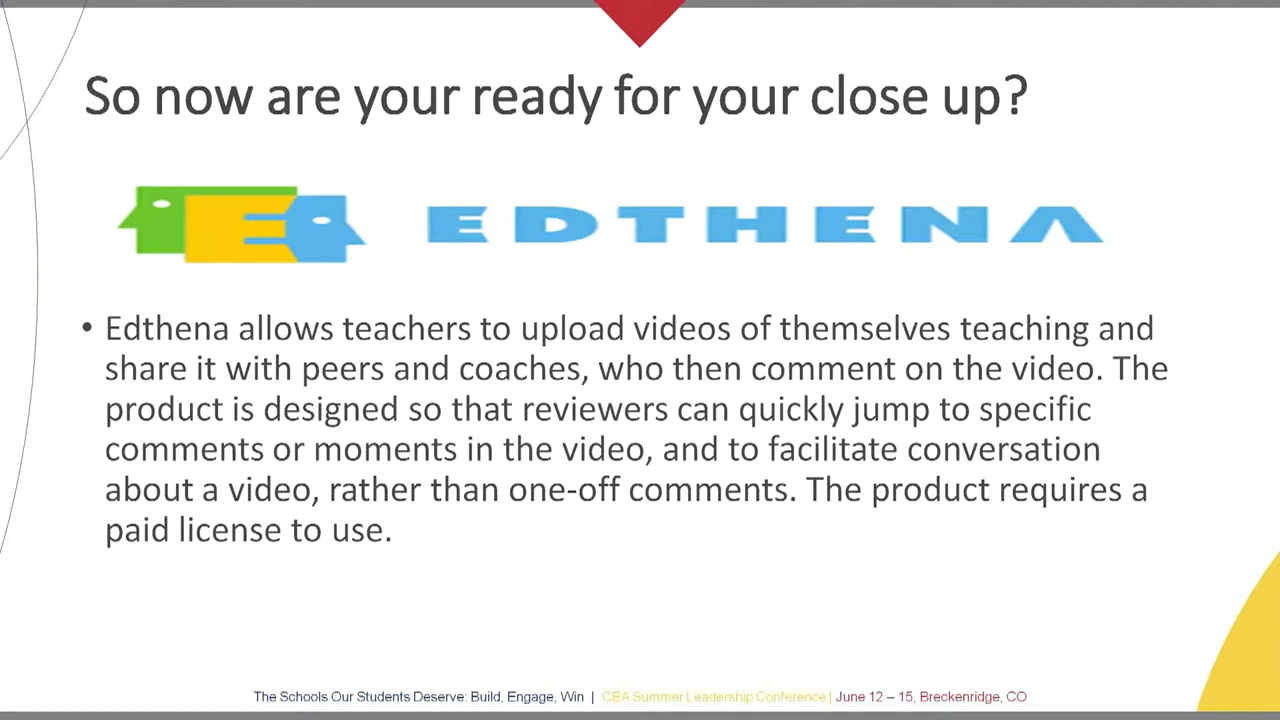 So now are your ready for your close up?
EDTHENA
• Edthena allows teachers to upload videos of themselves teaching and
share it with peers and coaches, who then comment on the video. The
product is designed so that reviewers can quickly jump to specific
comments or moments in the video, and to facilitate conversation
about a video, rather than one-off comments. The product requires a
paid license to use.
The Schools Our Students Deserve: Build, Engage, Win | CEA Summer Leadership Conference | June 12 – 15, Breckenridge, CO